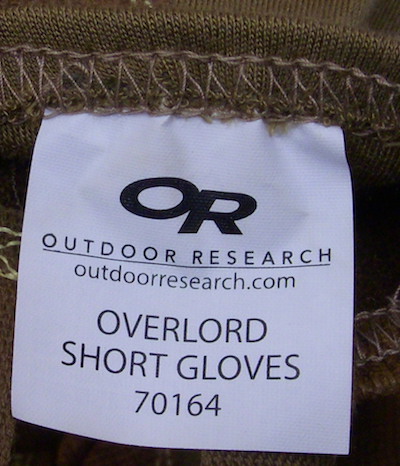 OR
OUTDOOR RESEARCH
outdoorresearch.com
OVERLORD
SHORT GLOVES
70164